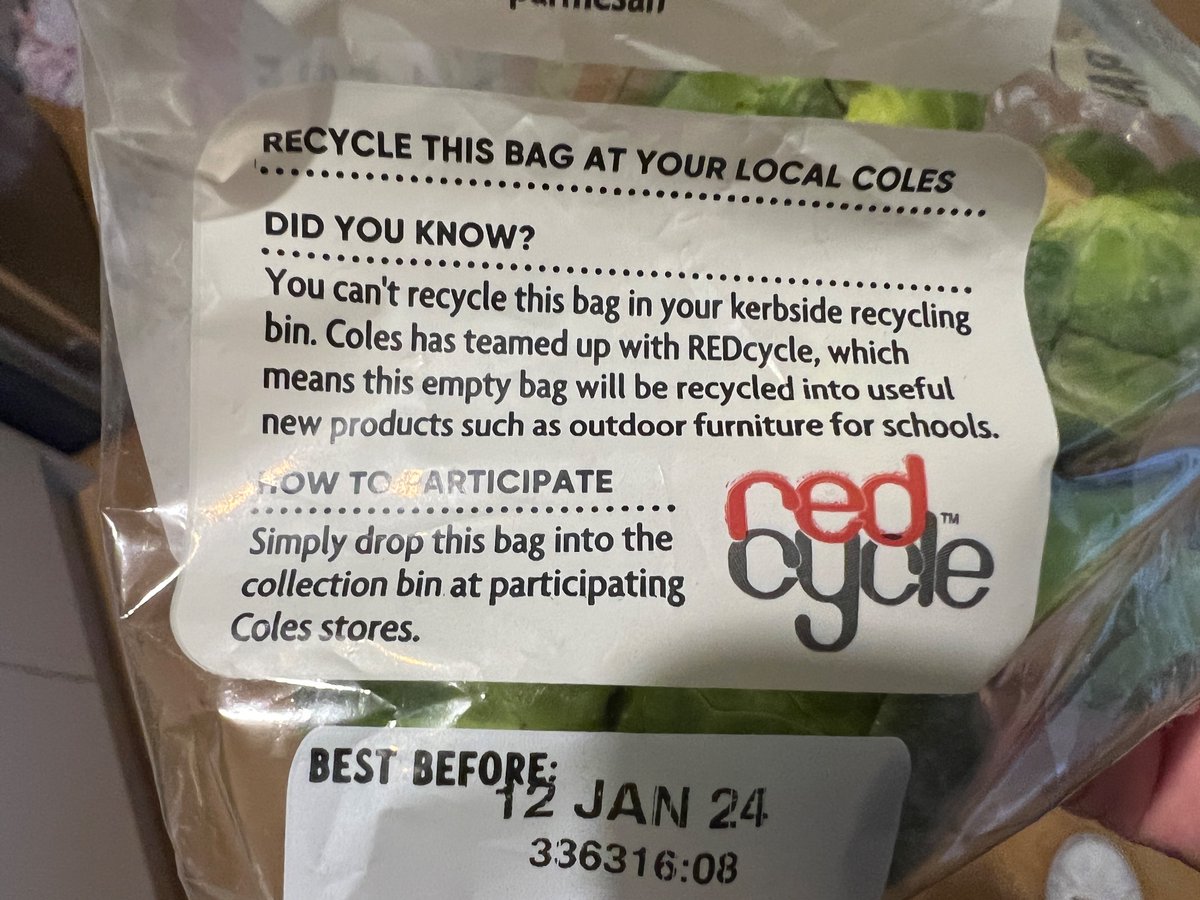 parmesan
RECYCLE THIS BAG AT YOUR LOCAL COLES
DID YOU KNOW?
You can't recycle this bag in your kerbside recycling
bin. Coles has teamed up with REDcycle, which
means this empty bag will be recycled into useful
new products such as outdoor furniture for schools.
HOW TO PARTICIPATE
Simply drop this bag into the
collection bin at participating
Coles stores.
red
cycle™
BEST BEFORE:
12 JAN 24
336316:08